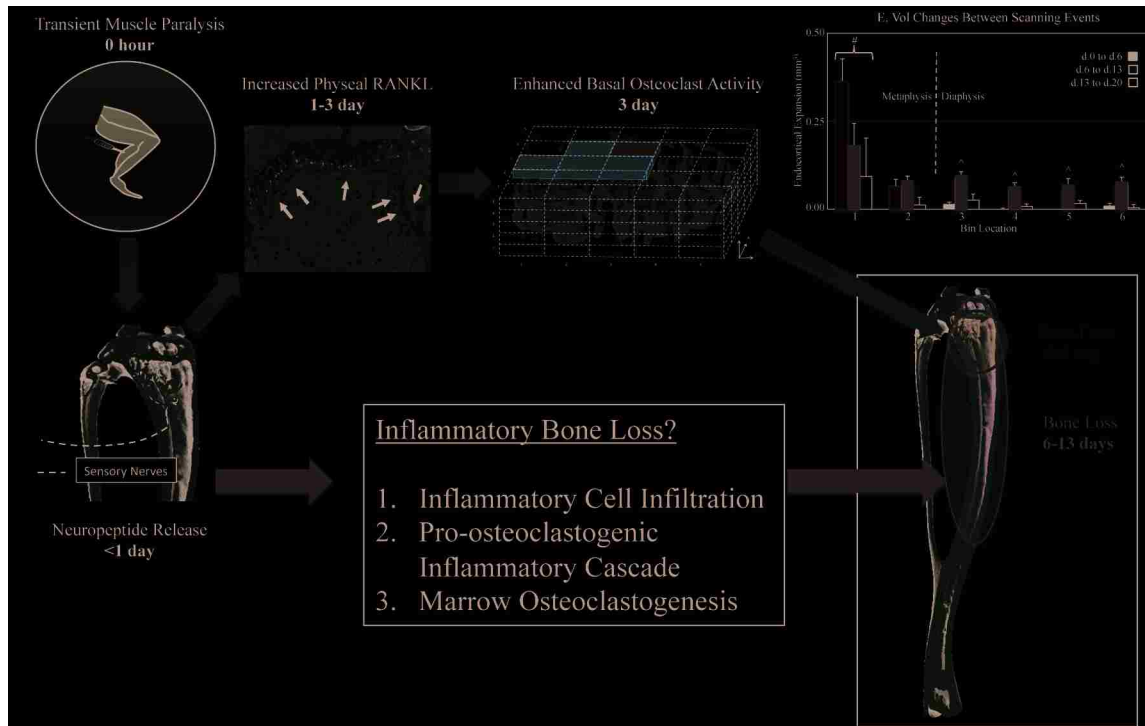 Transient Muscle Paralysis
0 hour
Increased Physeal RANKL
1-3 day
Enhanced Basal Osteoclast Activity
3 day
E. Vol Changes Between Scanning Events
0.50
0.25
0.00
Endocortical Expansion (mm³)
#
Metaphysis
Diaphysis
d.0 to d.6
d.6 to d.13
d.13 to d.20
^ ^ ^ ^
1 2 3 4 5 6
Bin Location
Sensory Nerves
Neuropeptide Release
<1 day
Inflammatory Bone Loss?
1. Inflammatory Cell Infiltration
2. Pro-osteoclastogenic
Inflammatory Cascade
3. Marrow Osteoclastogenesis
Bone Loss
6-13 days